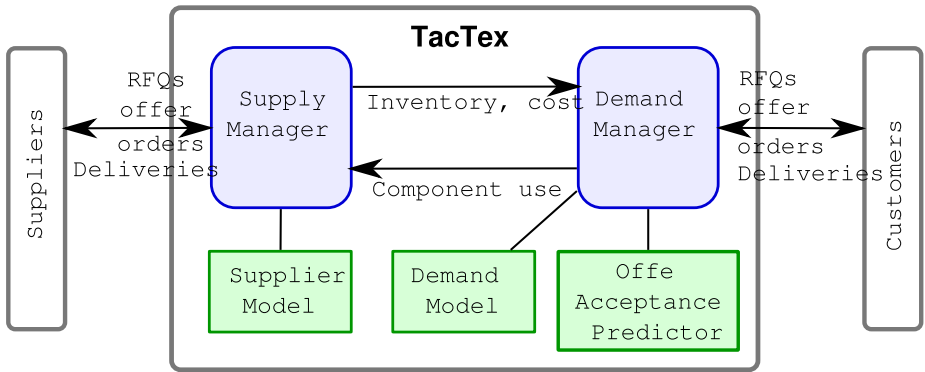 TacTex
Suppliers
RFQs
offer
orders
Deliveries
Supply
Manager
Inventory, cost
Component use
Demand
Manager
RFQs
offer
orders
Deliveries
Customers
Supplier
Model
Demand
Model
Offe
Acceptance
Predictor